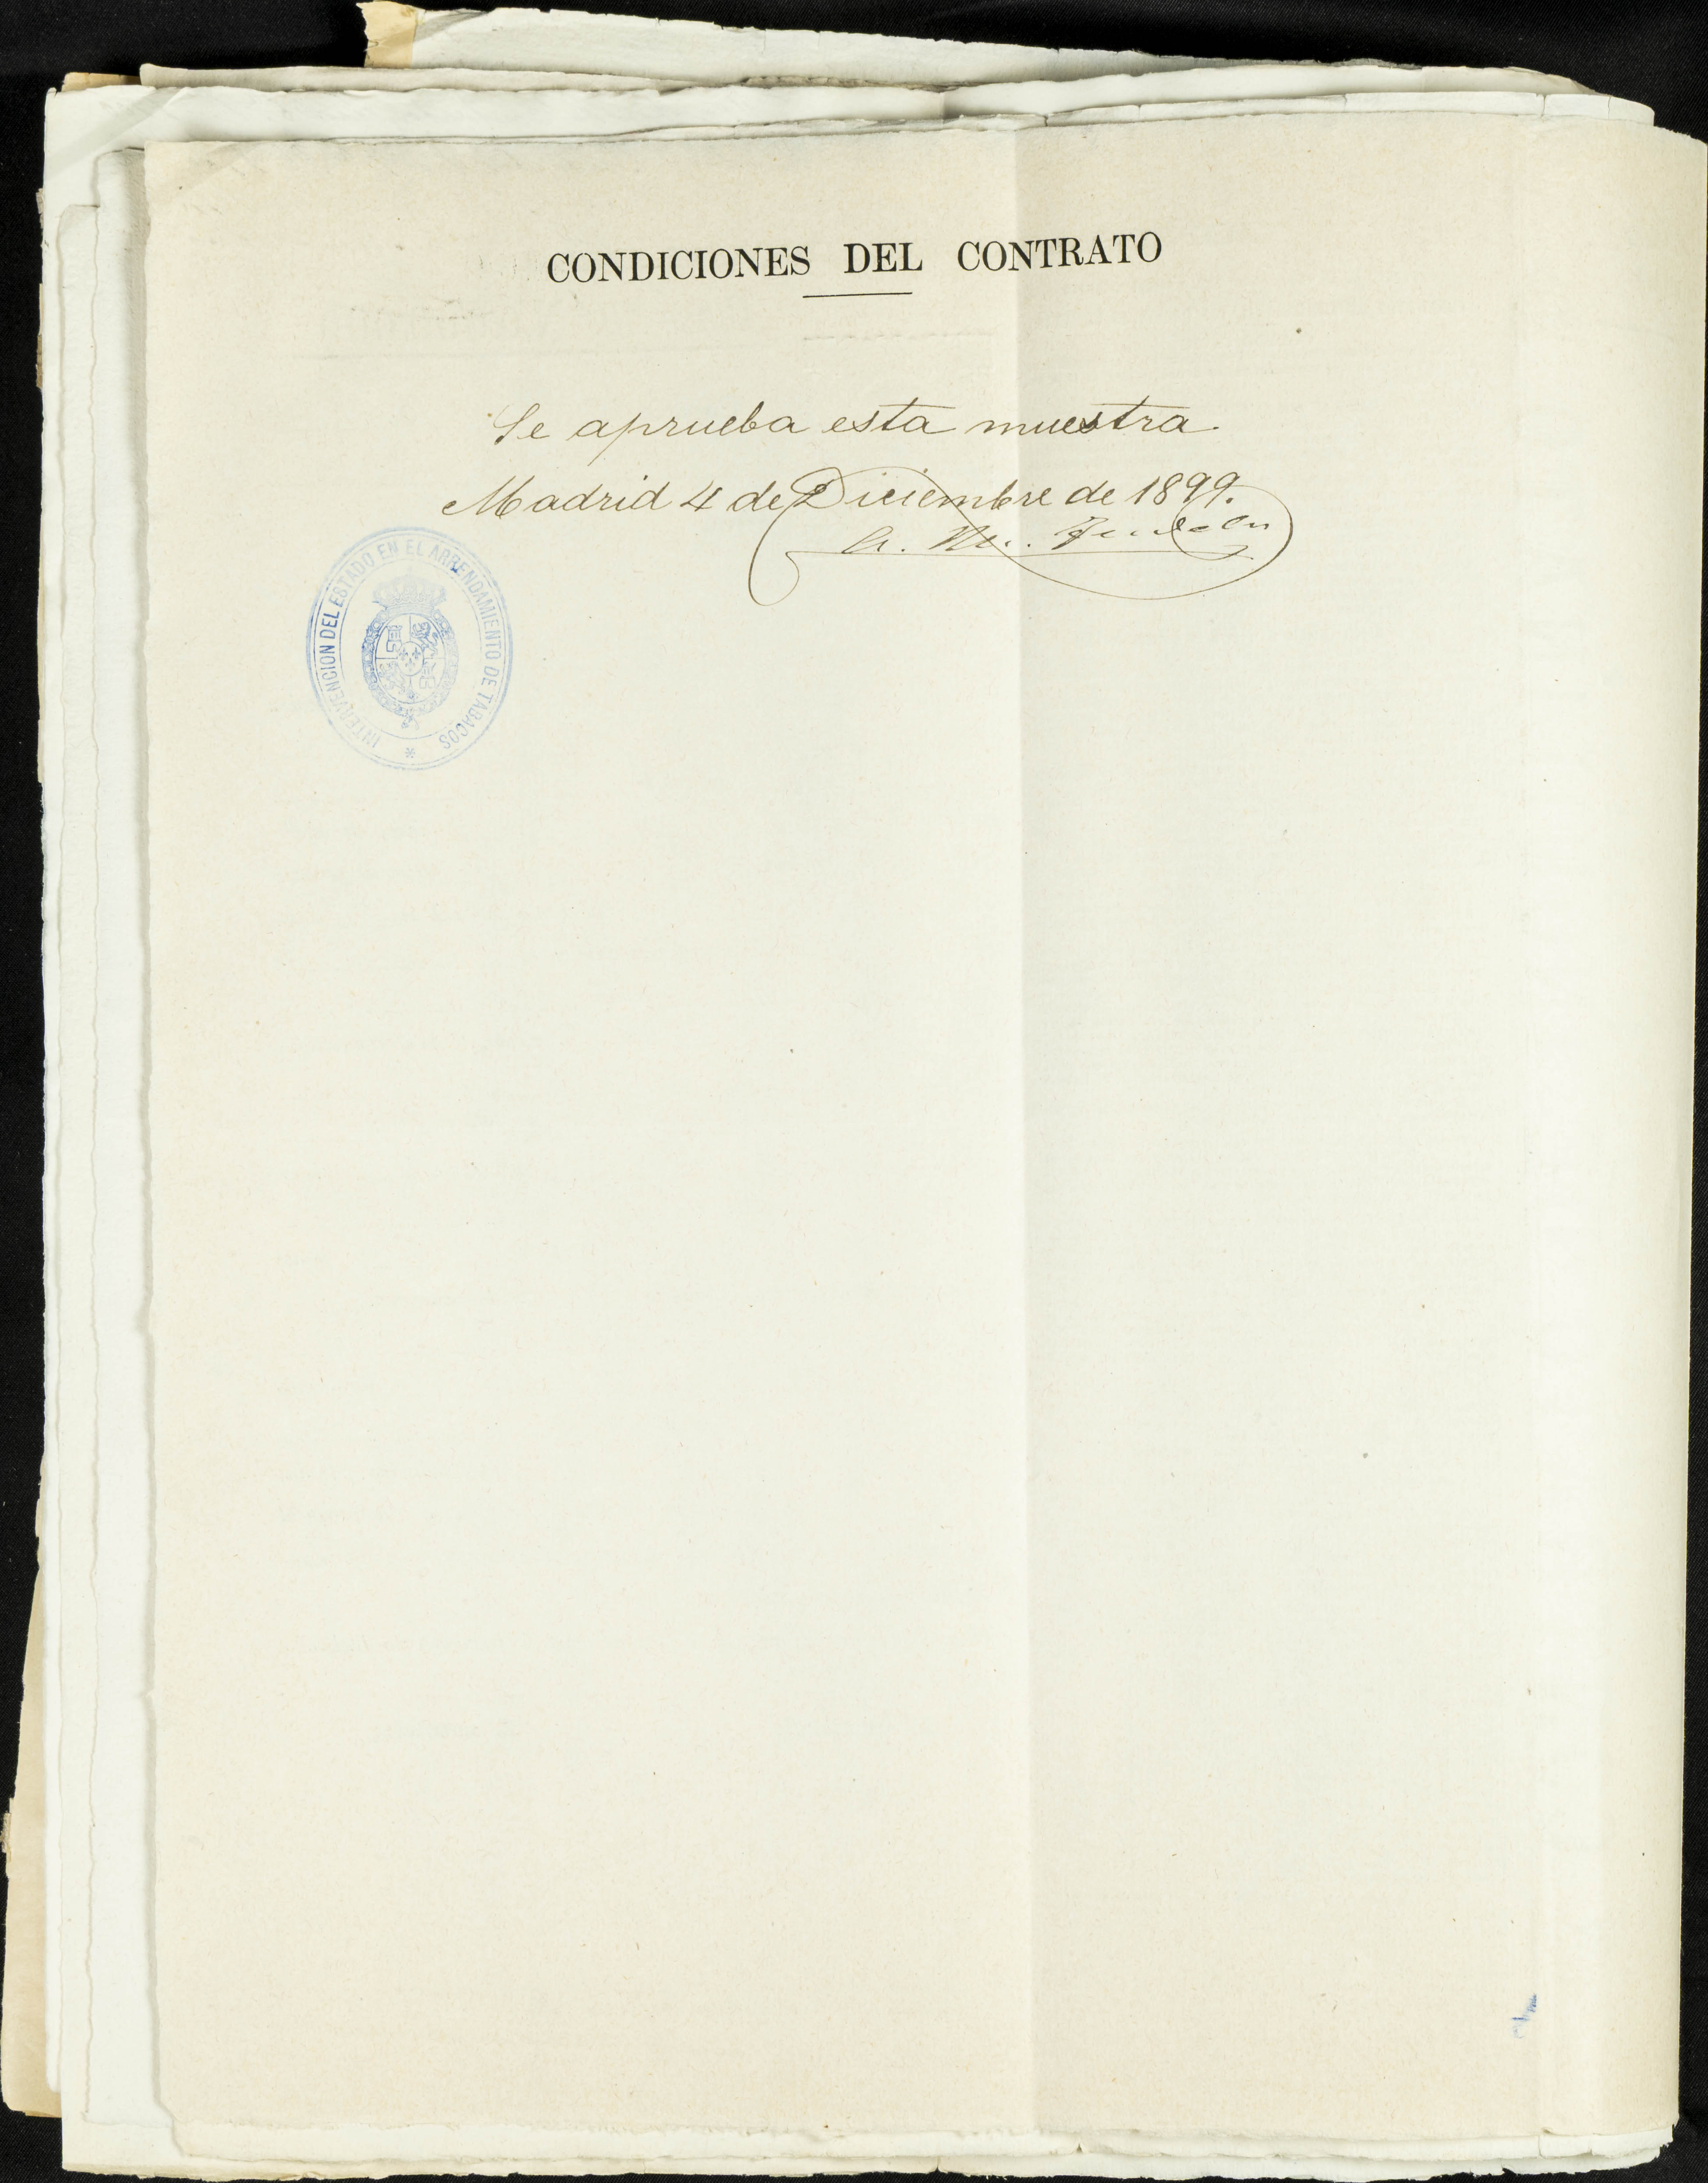 CONDICIONES DEL CONTRATO
Se aprueba esta muestra.
Madrid 4 de Diciembre de 1899.
INTERVENCION DEL ESTADO EN EL ARRENDAMIENTO DE TABACOS *